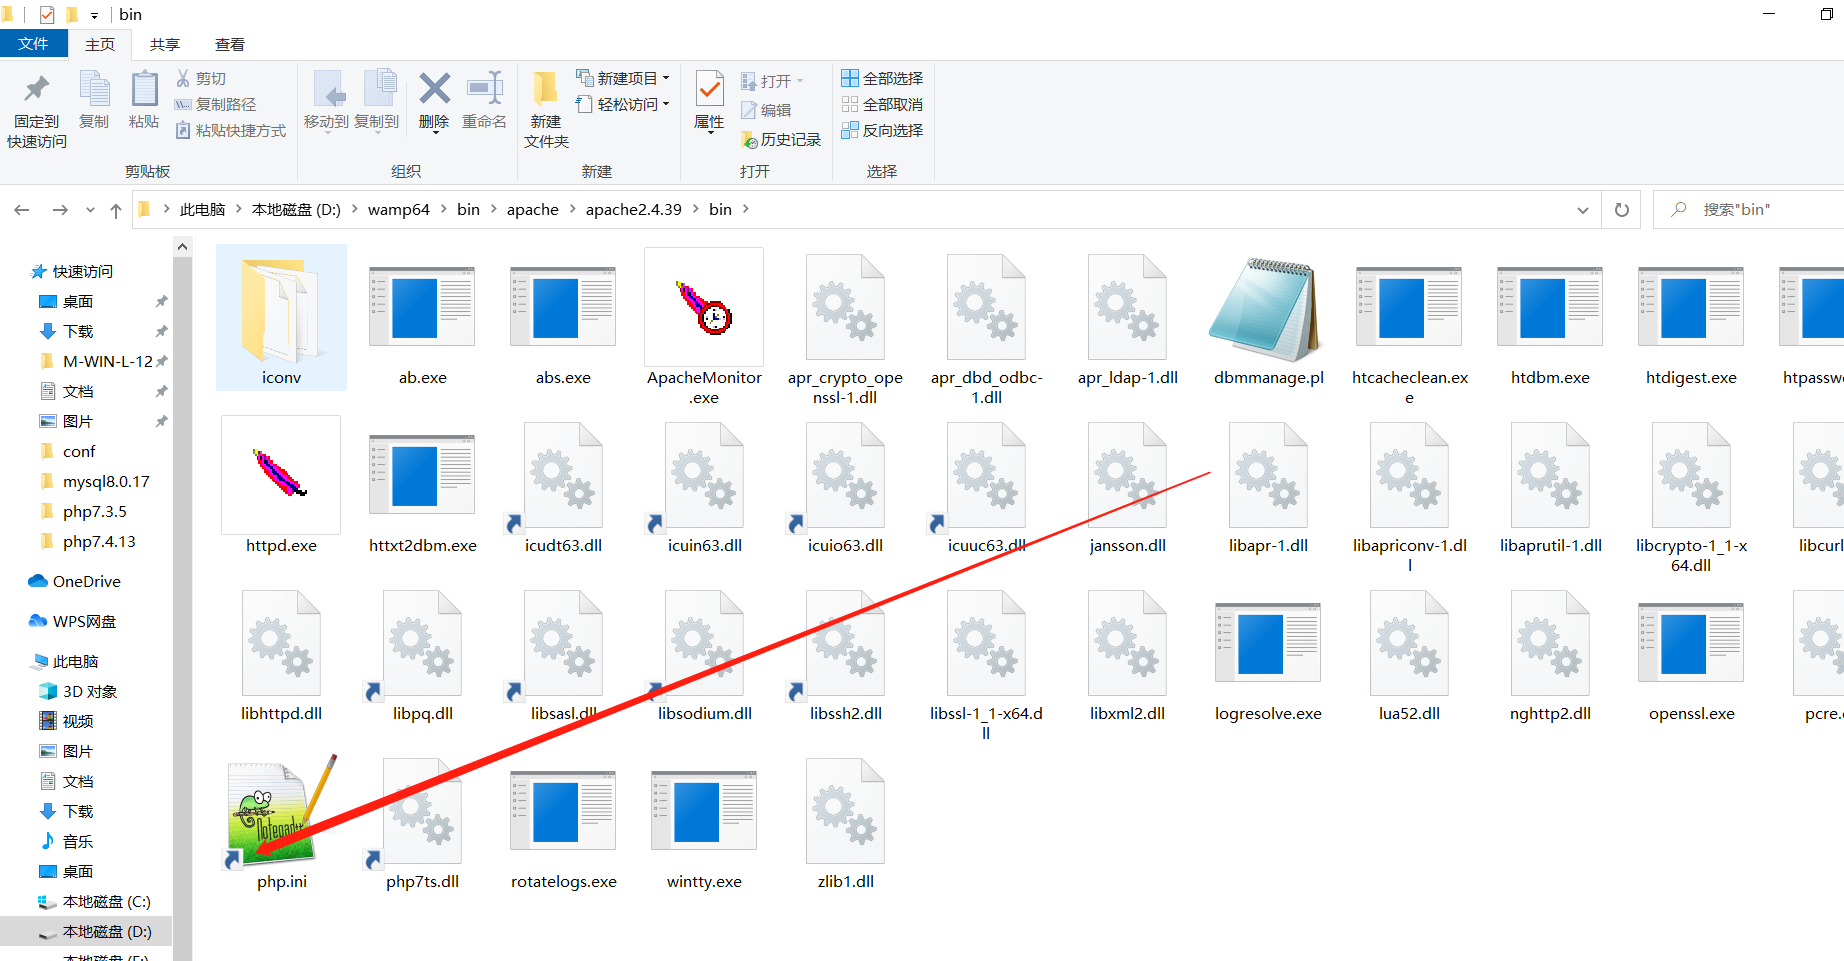 bin
文件
主页
共享
查看
固定到
快速访问
复制
粘贴
剪切
复制路径
粘贴快捷方式
剪贴板
移动到
复制到
删除
重命名
组织
新建
文件夹
新建项目
轻松访问
新建
属性
打开
编辑
历史记录
打开
全部选择
全部取消
反向选择
选择
此电脑 > 本地磁盘 (D:) > wamp64 > bin > apache > apache2.4.39 > bin >
搜索"bin"
快速访问
桌面
下载
M-WIN-L-12
文档
图片
conf
mysql8.0.17
php7.3.5
php7.4.13
OneDrive
WPS网盘
此电脑
3D 对象
视频
图片
文档
下载
音乐
桌面
本地磁盘 (C:)
本地磁盘 (D:)
iconv
ab.exe
abs.exe
ApacheMonitor
.exe
apr_crypto_ope
nssl-1.dll
apr_dbd_odbc-
1.dll
apr_ldap-1.dll
dbmmanage.pl
htcacheclean.ex
e
htdbm.exe
htdigest.exe
htpassw
httpd.exe
httxt2dbm.exe
icudt63.dll
icuin63.dll
icuio63.dll
icuuc63.dll
jansson.dll
libapr-1.dll
libapriconv-1.dl
l
libaprutil-1.dll
libcrypto-1_1-x
64.dll
libcurl
libhttpd.dll
libpq.dll
libsasl.dll
libsodium.dll
libssh2.dll
libssl-1_1-x64.d
ll
libxml2.dll
logresolve.exe
lua52.dll
nghttp2.dll
openssl.exe
pcre.
php.ini
php7ts.dll
rotatelogs.exe
wintty.exe
zlib1.dll